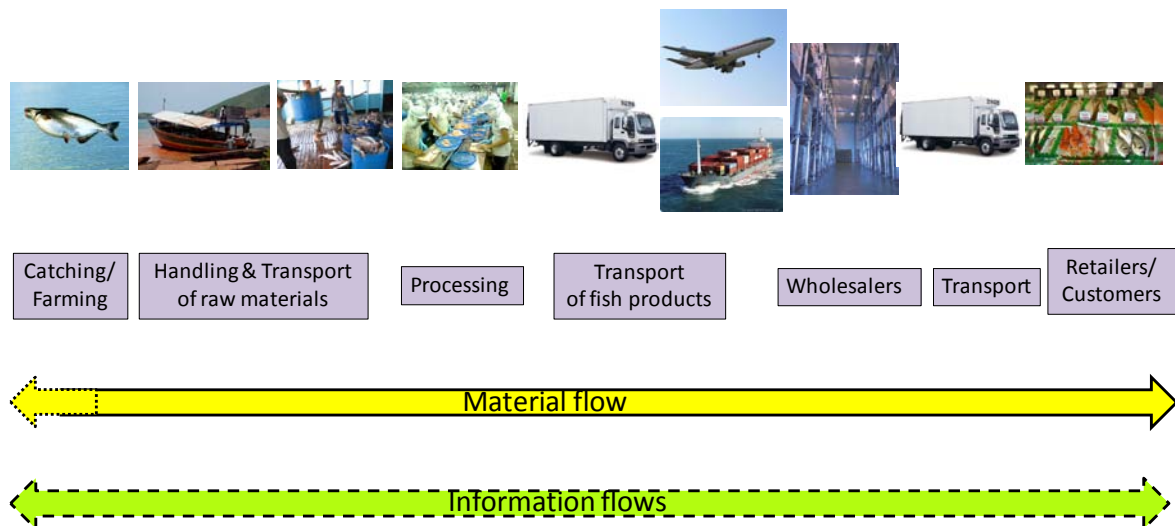 Catching/
Farming
Handling & Transport
of raw materials
Processing
Transport
of fish products
Wholesalers
Transport
Retailers/
Customers
Material flow
Information flows